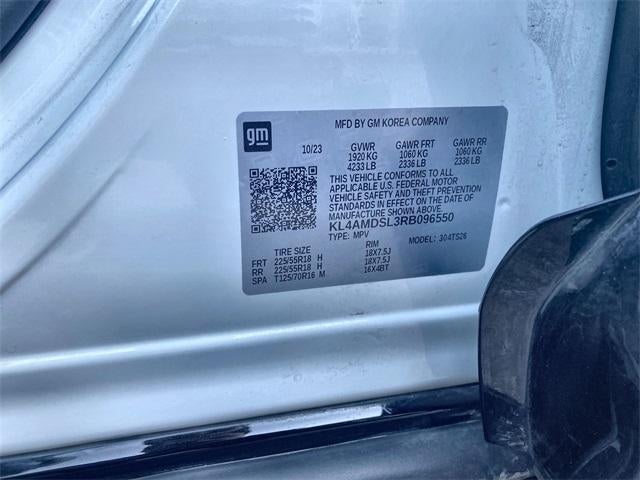 MFD BY GM KOREA COMPANY
gm
10/23 GVWR GAWR FRT GAWR RR
1920 KG 1060 KG 1060 KG
4233 LB 2336 LB 2336 LB
THIS VEHICLE CONFORMS TO ALL
APPLICABLE U.S. FEDERAL MOTOR
VEHICLE SAFETY AND THEFT PREVENTION
STANDARDS IN EFFECT ON THE DATE OF
MANUFACTURE SHOWN ABOVE.
KL4AMDSL3RB096550
TYPE: MPV MODEL: 304TS26
TIRE SIZE RIM
FRT 225/55R18 H 18X7.5J
RR 225/55R18 H 18X7.5J
SPA T125/70R16 M 16X4BT